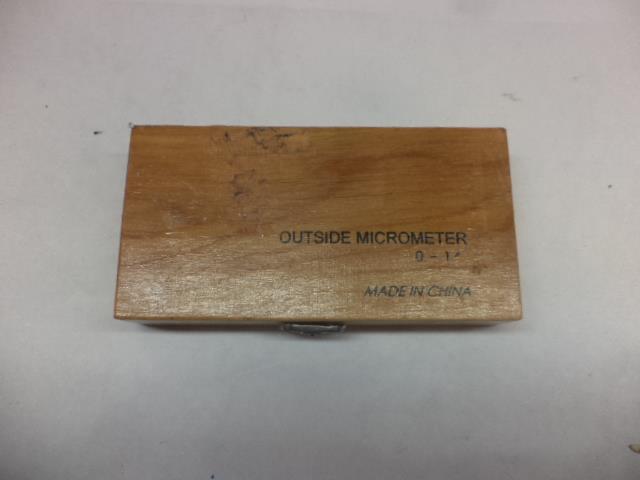 OUTSIDE MICROMETER
0 - 1"
MADE IN CHINA